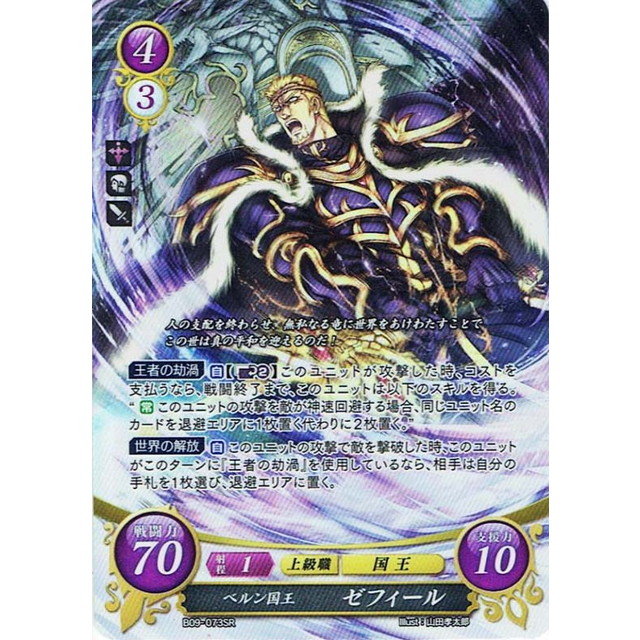 4
3
人の支配を終わらせ、無私なる竜に世界をあけわたすことで
この世は真の平和を迎えるのだ！
王者の劫渦 自【2】このユニットが攻撃した時、コストを
支払うなら、戦闘終了まで、このユニットは以下のスキルを得る。
“常このユニットの攻撃を敵が神速回避する場合、同じユニット名の
カードを退避エリアに1枚置く代わりに2枚置く。”
世界の解放 自このユニットの攻撃で敵を撃破した時、このユニット
がこのターンに『王者の劫渦』を使用しているなら、相手は自分の
手札を1枚選び、退避エリアに置く。
戦闘力 70
射程 1 上級職 国王
支援力 10
ベルン国王 ゼフィール
B09-073SR Illust：山田孝太郎